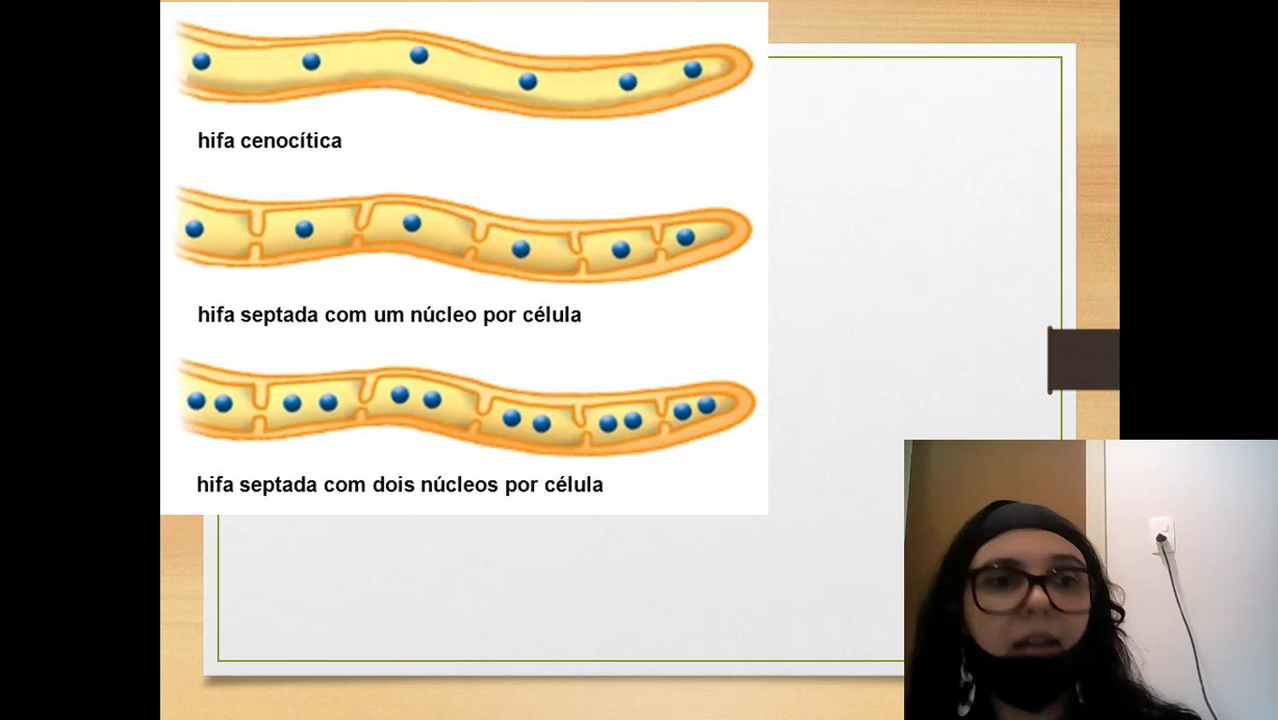 hifa cenocítica
hifa septada com um núcleo por célula
hifa septada com dois núcleos por célula